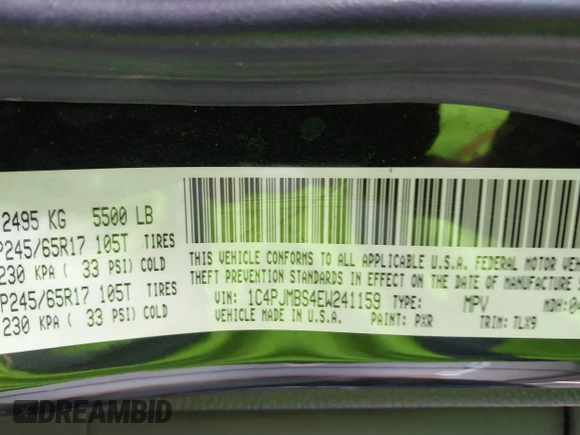 2495 KG 5500 LB
P245/65R17 105T TIRES
230 KPA ( 33 PSI) COLD
P245/65R17 105T TIRES
230 KPA ( 33 PSI) COLD
THIS VEHICLE CONFORMS TO ALL APPLICABLE U.S.A. FEDERAL MOTOR
THEFT PREVENTION STANDARDS IN EFFECT ON THE DATE OF MANUFACTURE
VIN: 1C4PJMBS4EW241159 TYPE: MPV MDH:
VEHICLE MADE IN U.S.A. PAINT: PXR TRIM: TLX9
DREAMBID